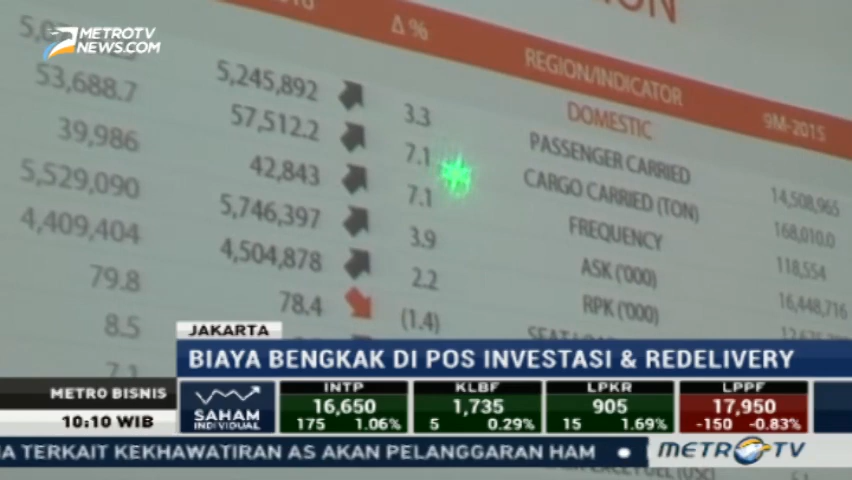 METROTV
NEWS.COM
Δ %
REGION/INDICATOR
9M-2015
DOMESTIC
5,245,892 3.3 PASSENGER CARRIED 14,508,965
53,688.7 57,512.2 7.1 CARGO CARRIED (TON) 168,010.0
39,986 42,843 7.1 FREQUENCY 118,554
5,529,090 5,746,397 3.9 ASK ('000) 16,448,716
4,409,404 4,504,878 2.2 RPK ('000)
79.8 78.4 (1.4)
8.5
JAKARTA
BIAYA BENGKAK DI POS INVESTASI & REDELIVERY
METRO BISNIS
10:10 WIB
SAHAM
INDIVIDUAL
INTP
16,650
175 1.06%
KLBF
1,735
5 0.29%
LPKR
905
15 1.69%
LPPF
17,950
-150 -0.83%
TERKAIT KEKHAWATIRAN AS AKAN PELANGGARAN HAM
METRO TV